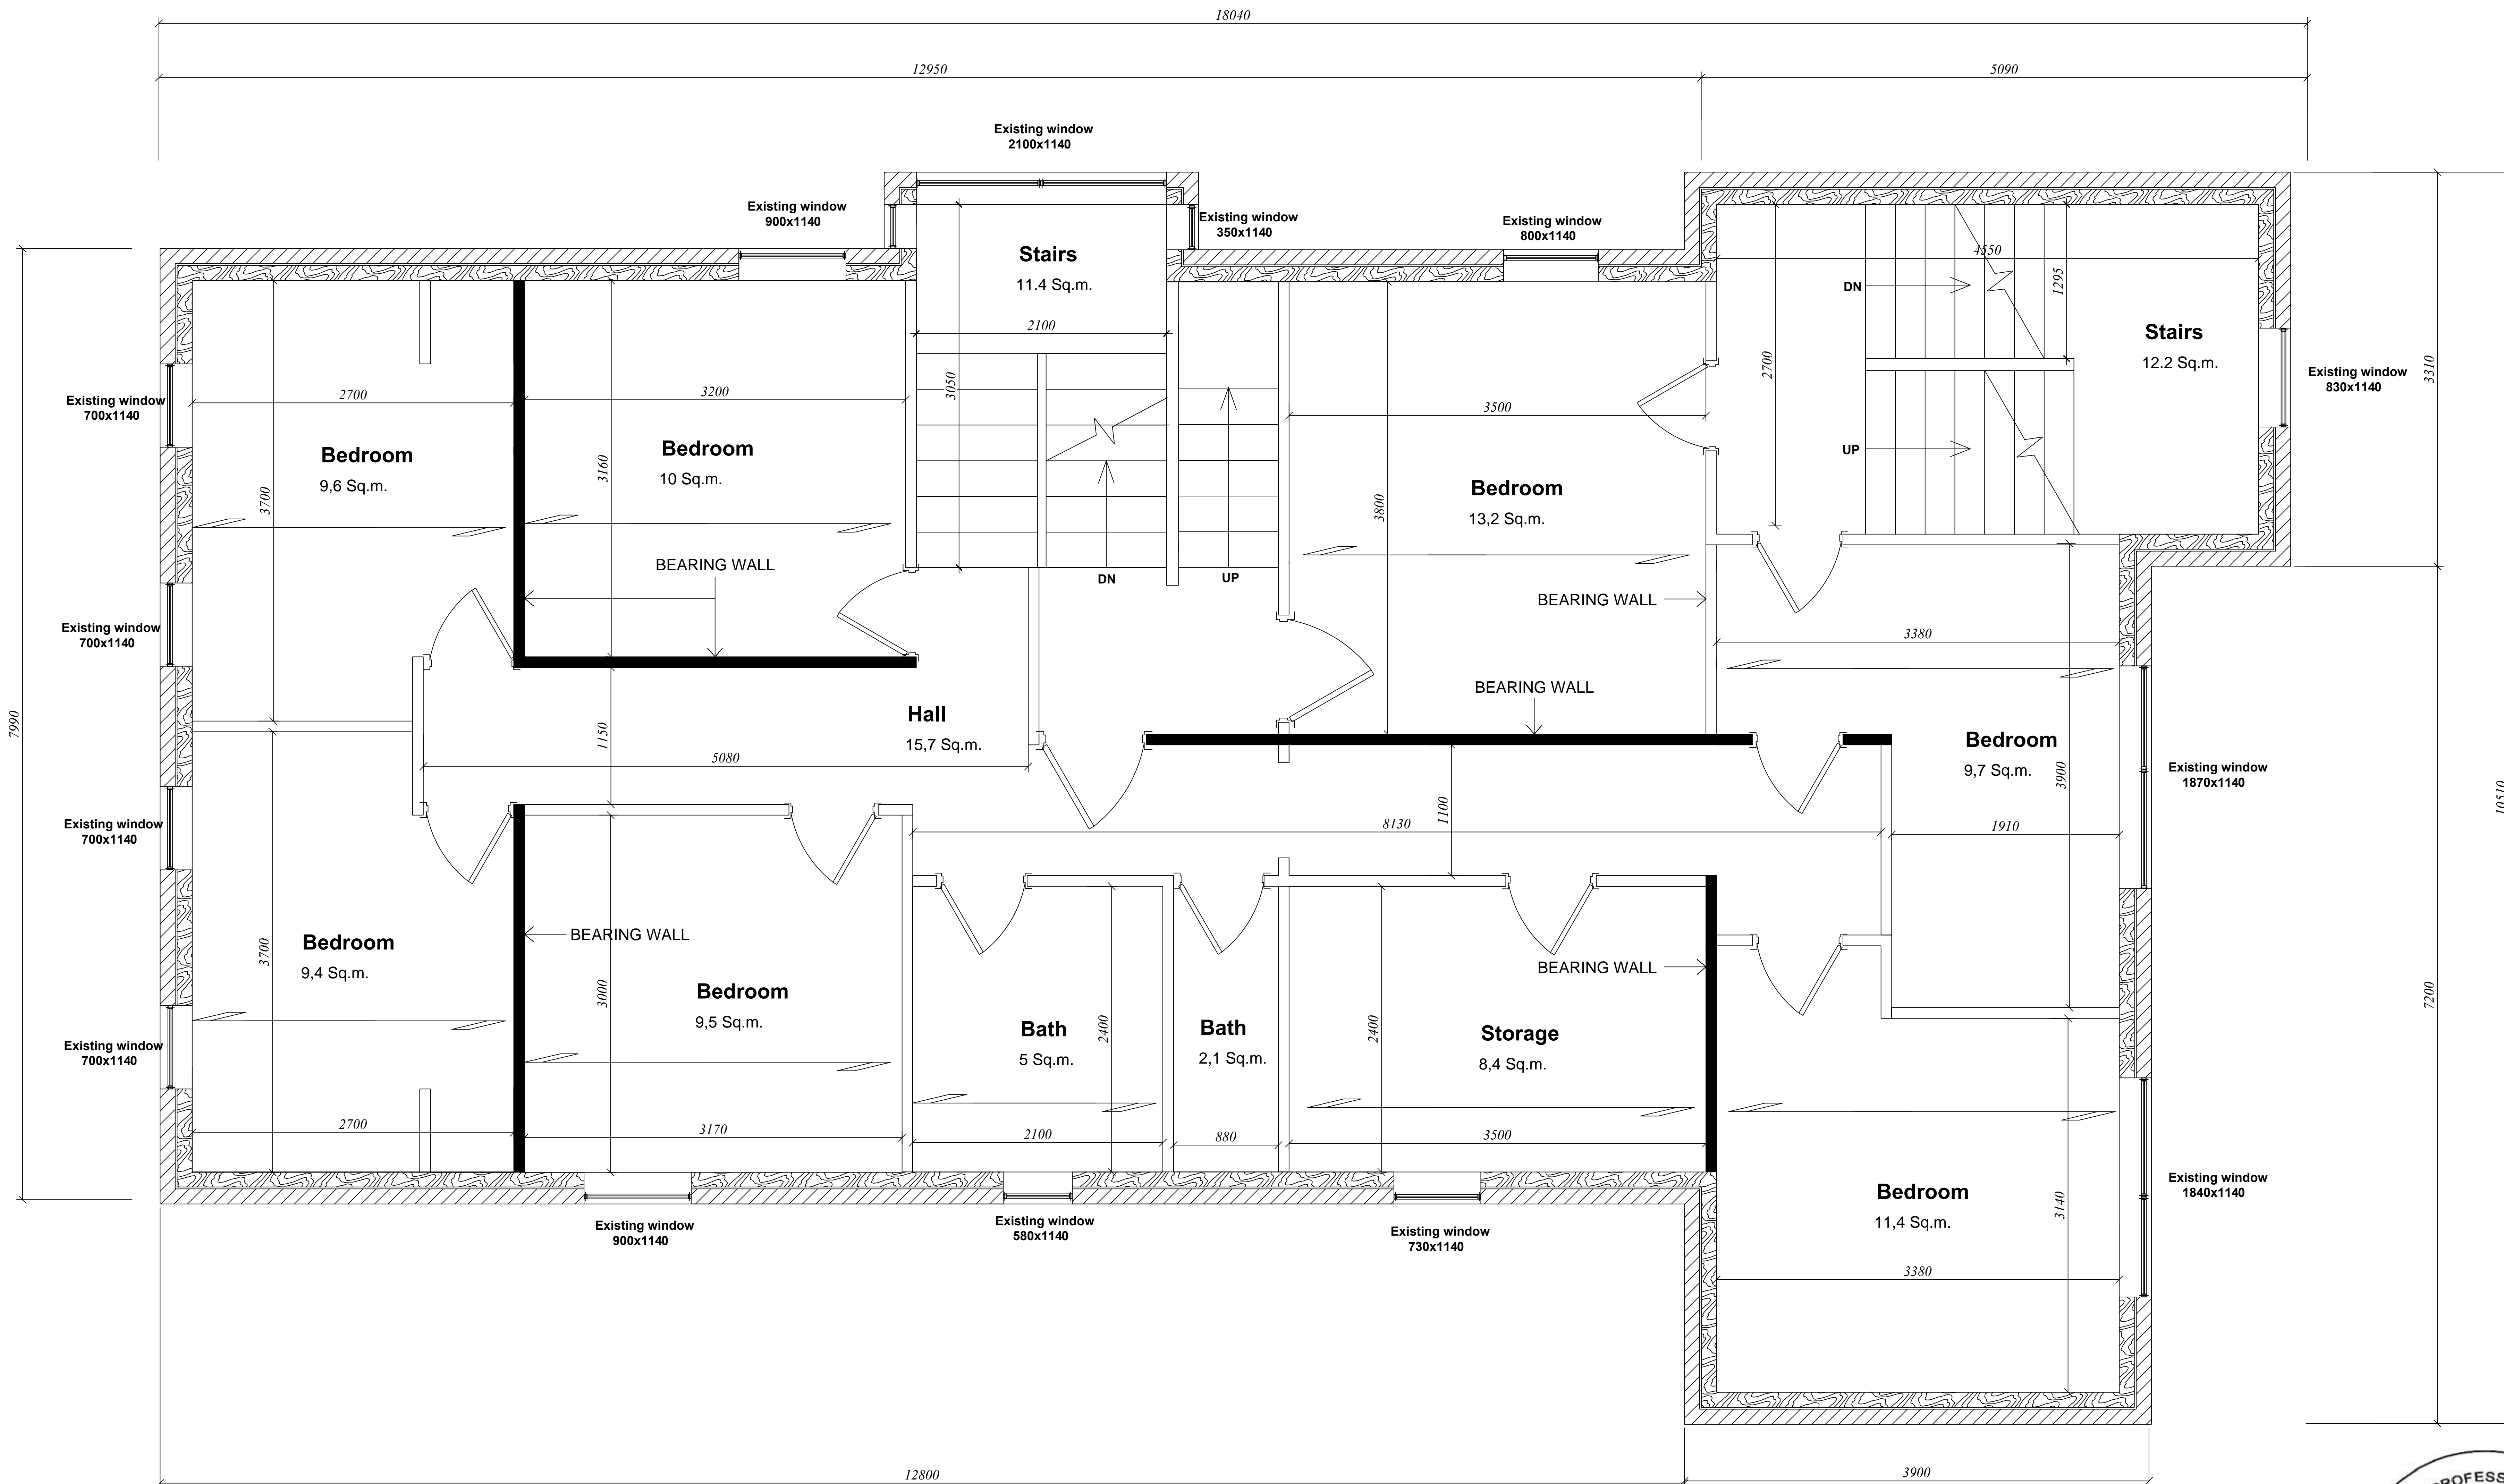 18040
12950
5090
Existing window
2100x1140
Existing window
900x1140
Existing window
350x1140
Existing window
800x1140
Stairs
11.4 Sq.m.
2100
3050
DN
UP
4550
1295
2700
DN
UP
Stairs
12.2 Sq.m.
Existing window
830x1140
3310
Existing window
700x1140
2700
3200
Bedroom
9,6 Sq.m.
3700
Bedroom
10 Sq.m.
3160
BEARING WALL
3500
3800
Bedroom
13,2 Sq.m.
BEARING WALL
BEARING WALL
Existing window
700x1140
7990
Hall
15,7 Sq.m.
1150
5080
3380
Bedroom
9,7 Sq.m.
3900
1910
Existing window
1870x1140
10510
Existing window
700x1140
8130
1100
Bedroom
9,4 Sq.m.
3700
2700
BEARING WALL
Bedroom
9,5 Sq.m.
3000
3170
Bath
5 Sq.m.
2400
2100
Bath
2,1 Sq.m.
880
BEARING WALL
Storage
8,4 Sq.m.
2400
3500
7200
Existing window
700x1140
Bedroom
11,4 Sq.m.
3140
3380
Existing window
1840x1140
Existing window
900x1140
Existing window
580x1140
Existing window
730x1140
12800
3900
PROFESS